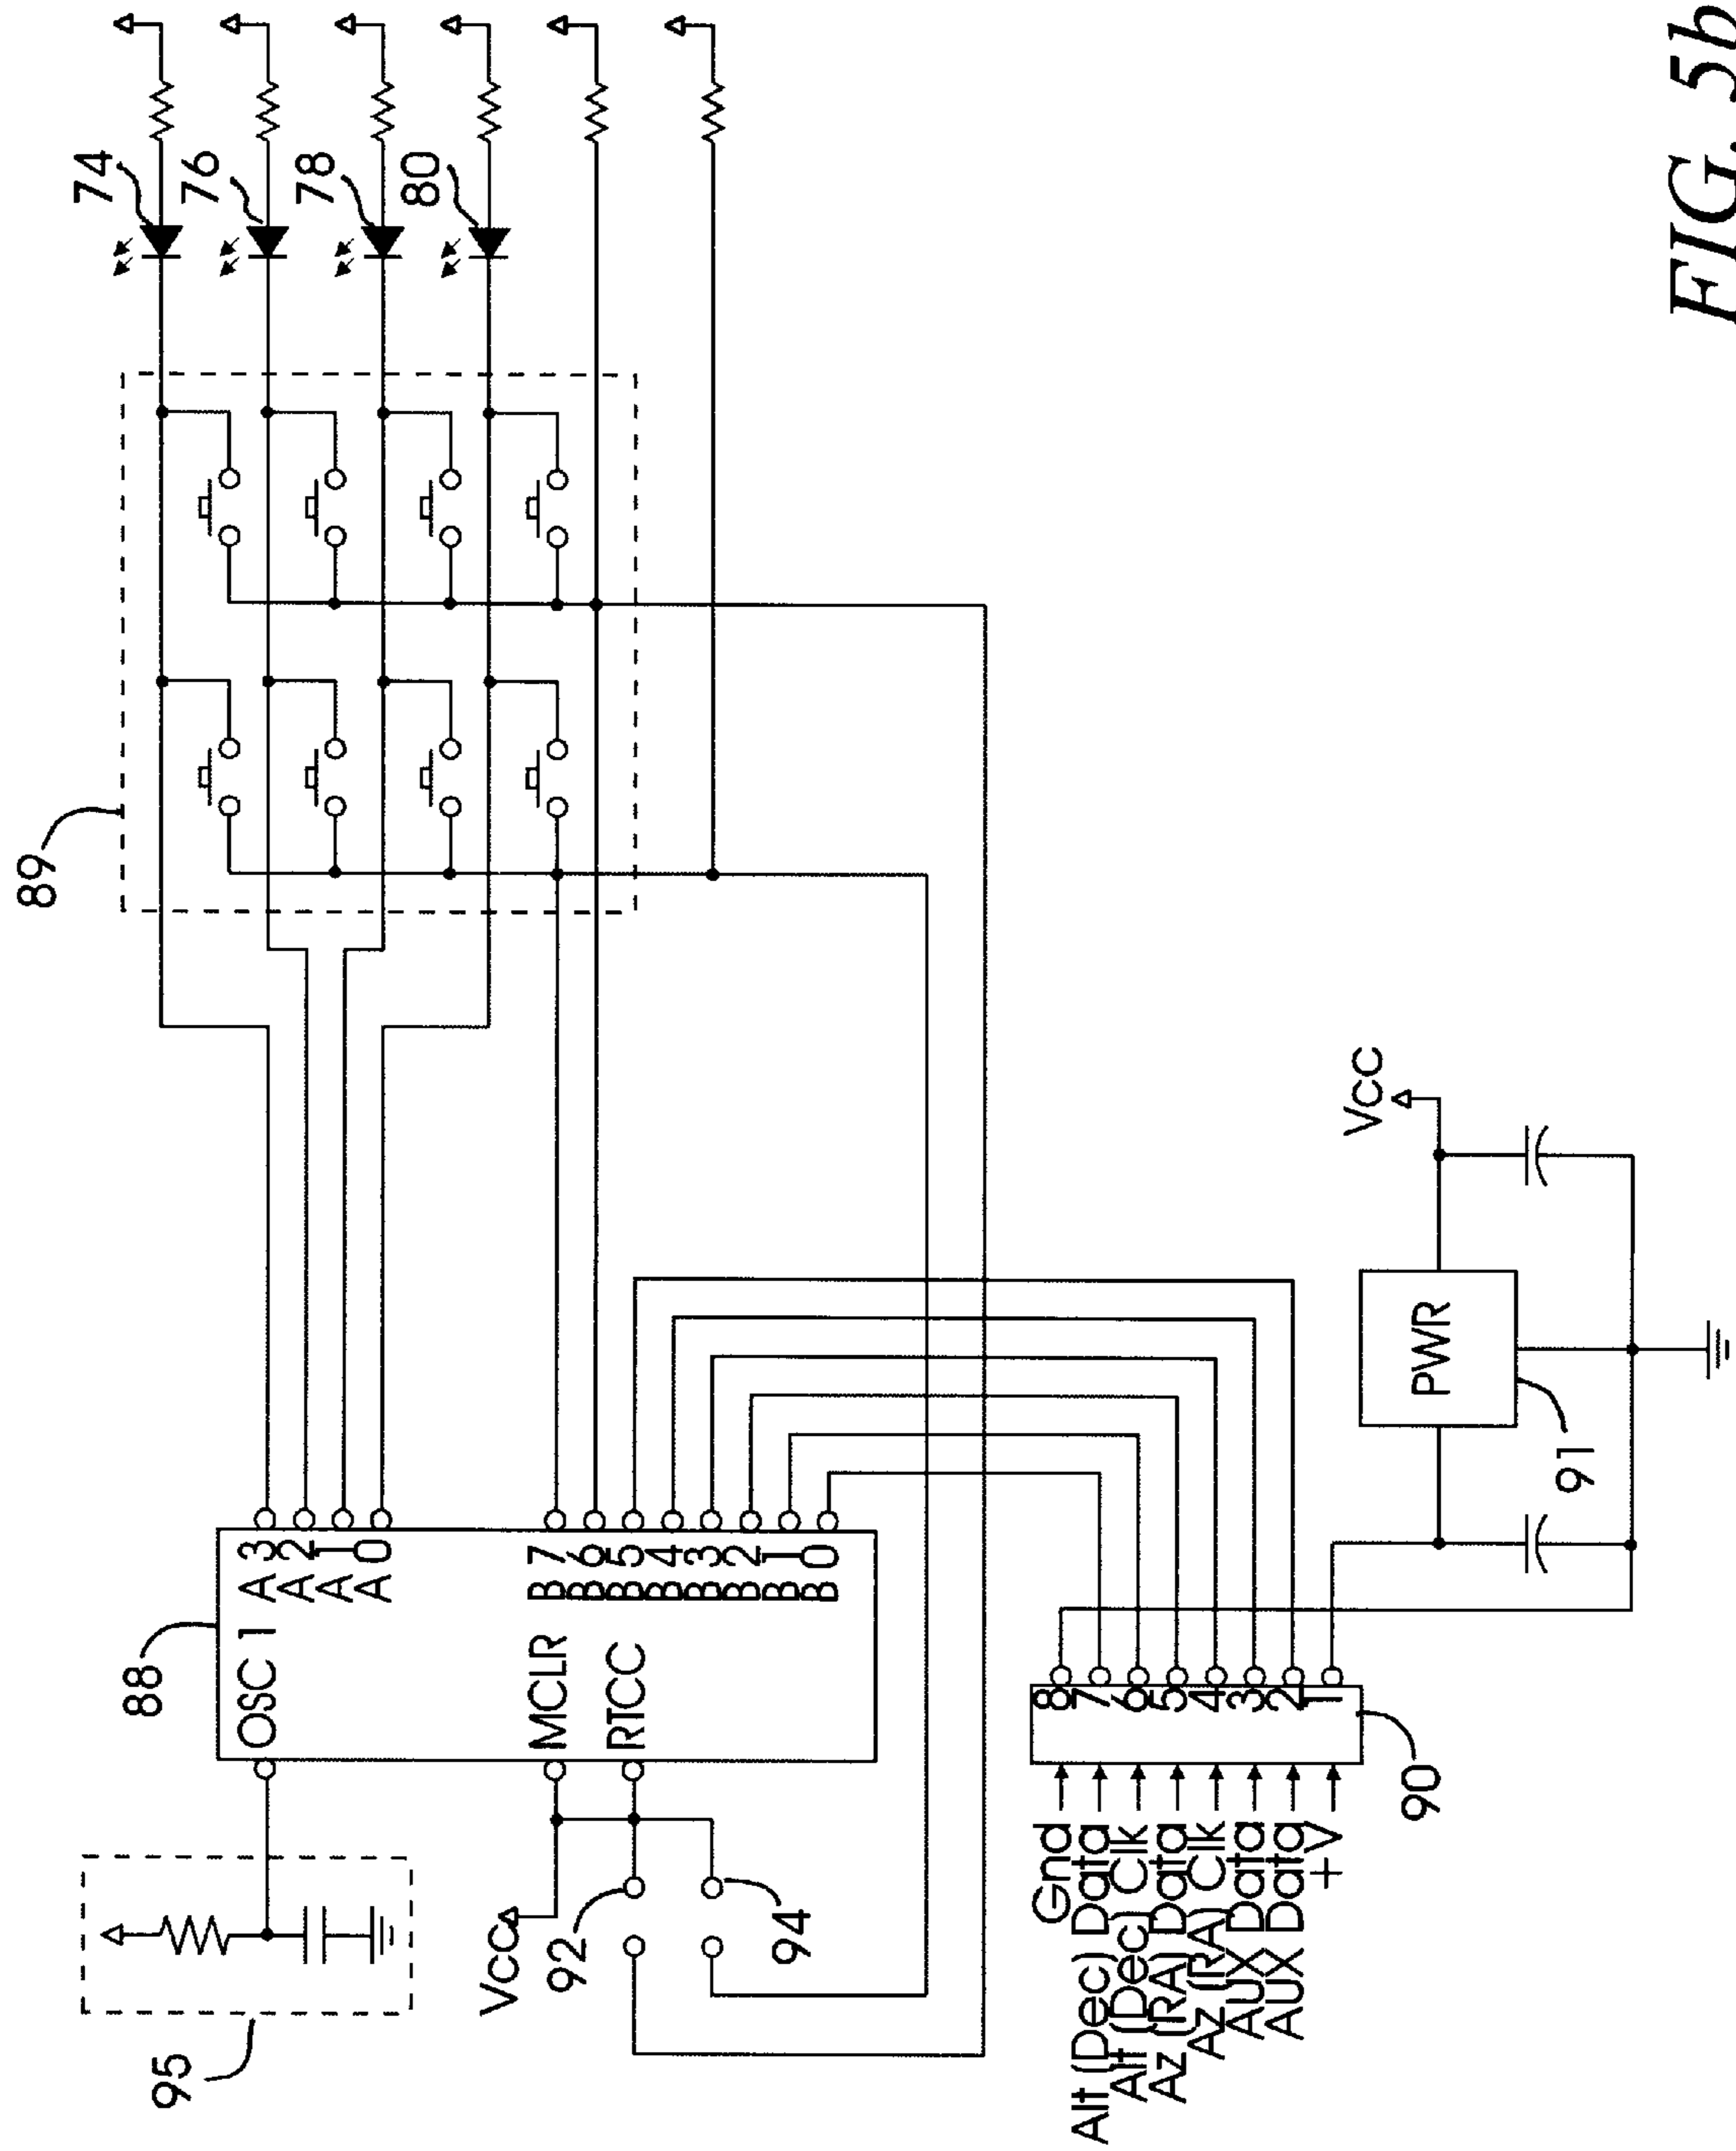 95
Vcc
92
94
88
OSC 1
MCLR
RTCC
A 3
A 2
A 1
A 0
B 7
B 6
B 5
B 4
B 3
B 2
B 1
B 0
89
74
76
78
80
Gnd
Alt (Dec) Data
Alt (Dec) Clk
Az (RA) Data
Az (RA) Clk
AUX Data
AUX Data
+V
8
7
6
5
4
3
2
1
90
PWR
91
Vcc
FIG. 5b